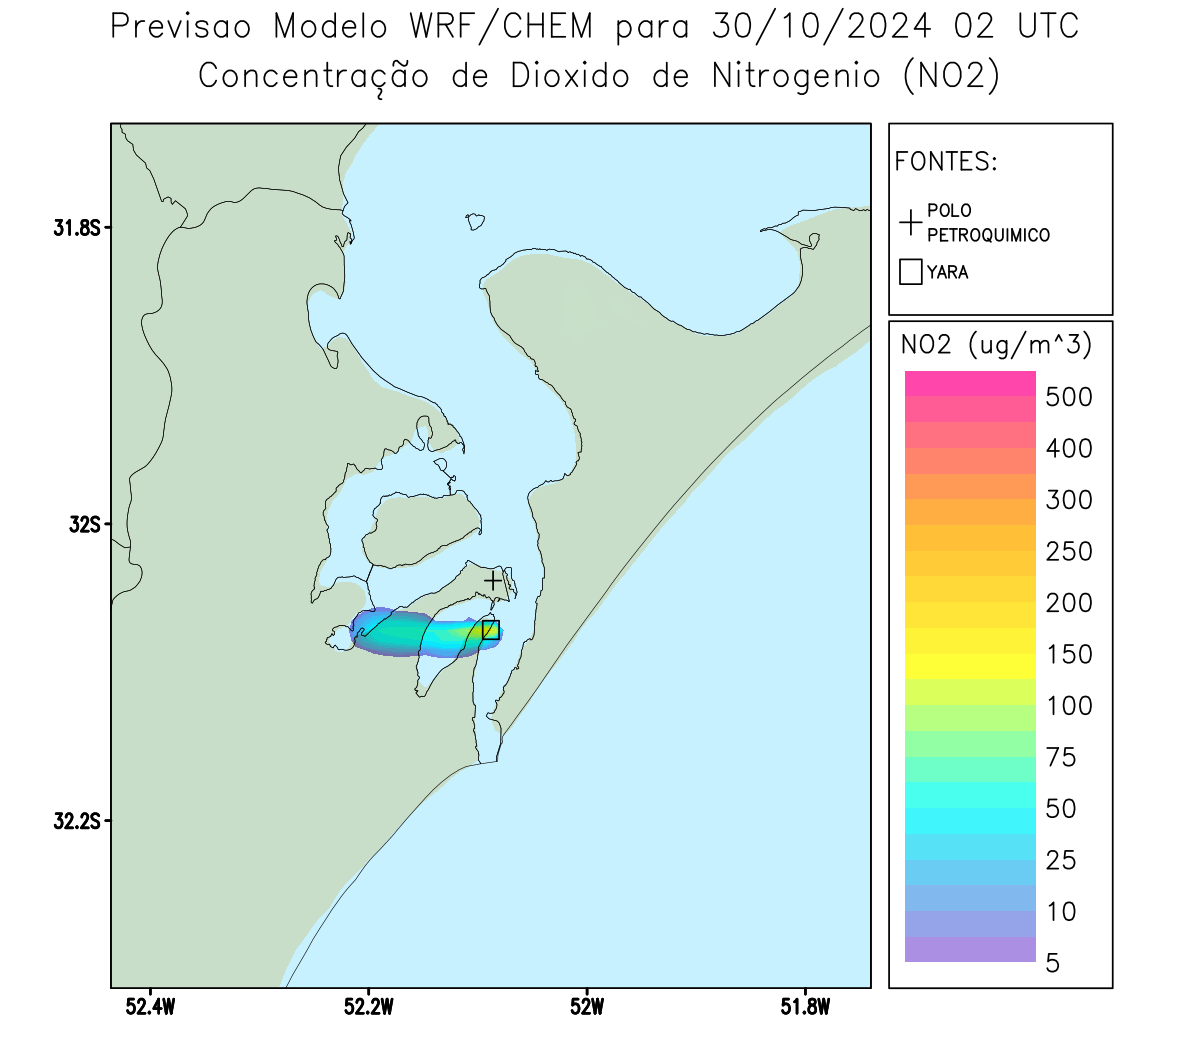 Previsao Modelo WRF/CHEM para 30/10/2024 02 UTC
Concentração de Dioxido de Nitrogenio (NO2)
FONTES:
POLO
PETROQUIMICO
YARA
NO2 (ug/m^3)
500
400
300
250
200
150
100
75
50
25
10
5
31.8S
32S
32.2S
52.4W
52.2W
52W
51.8W